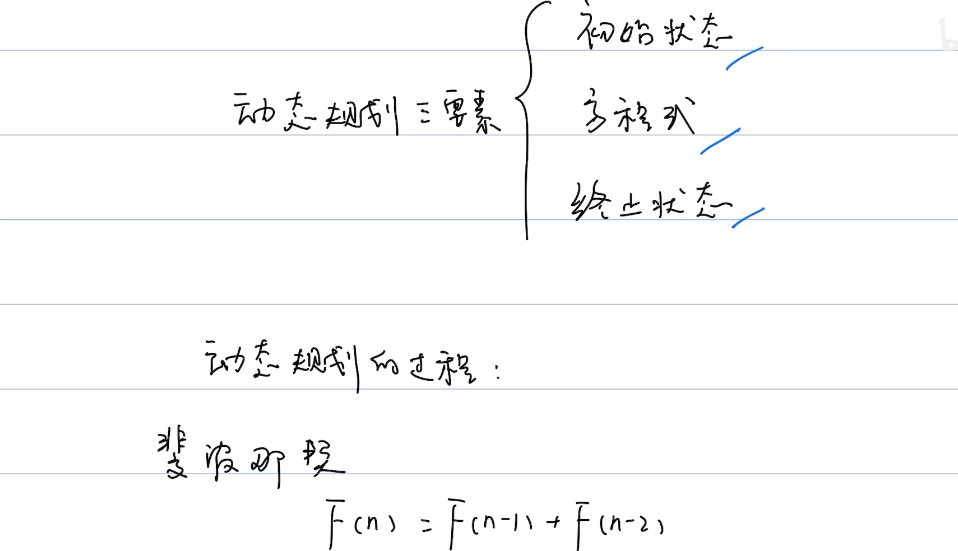 初始状态
动态规划三要素
方程式
终止状态
动态规划的过程:
斐波那契
F(n) = F(n-1) + F(n-2)